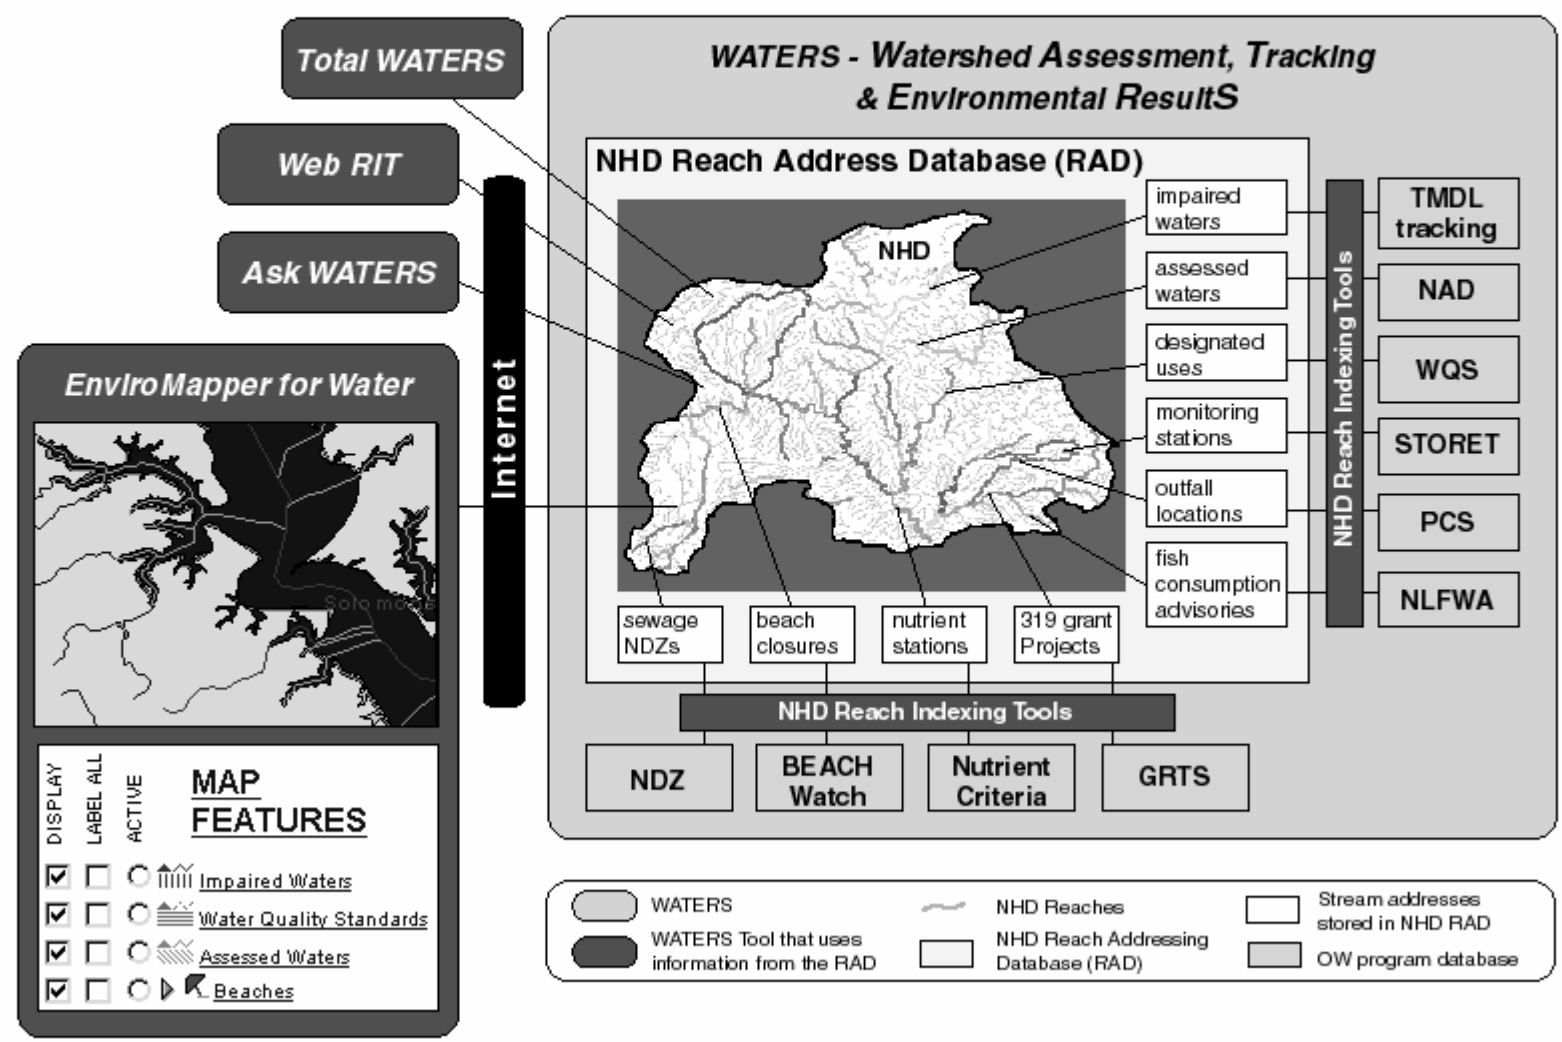 Total WATERS
Web RIT
Ask WATERS
EnviroMapper for Water
Solomons
DISPLAY
LABEL ALL
ACTIVE
MAP
FEATURES
Impaired Waters
Water Quality Standards
Assessed Waters
Beaches
Internet
WATERS - Watershed Assessment, Tracking
& Environmental ResultS
NHD Reach Address Database (RAD)
NHD
impaired
waters
assessed
waters
designated
uses
monitoring
stations
outfall
locations
fish
consumption
advisories
sewage
NDZs
beach
closures
nutrient
stations
319 grant
Projects
NHD Reach Indexing Tools
TMDL
tracking
NAD
WQS
STORET
PCS
NLFWA
NHD Reach Indexing Tools
NDZ
BEACH
Watch
Nutrient
Criteria
GRTS
WATERS
WATERS Tool that uses
information from the RAD
NHD Reaches
NHD Reach Addressing
Database (RAD)
Stream addresses
stored in NHD RAD
OW program database